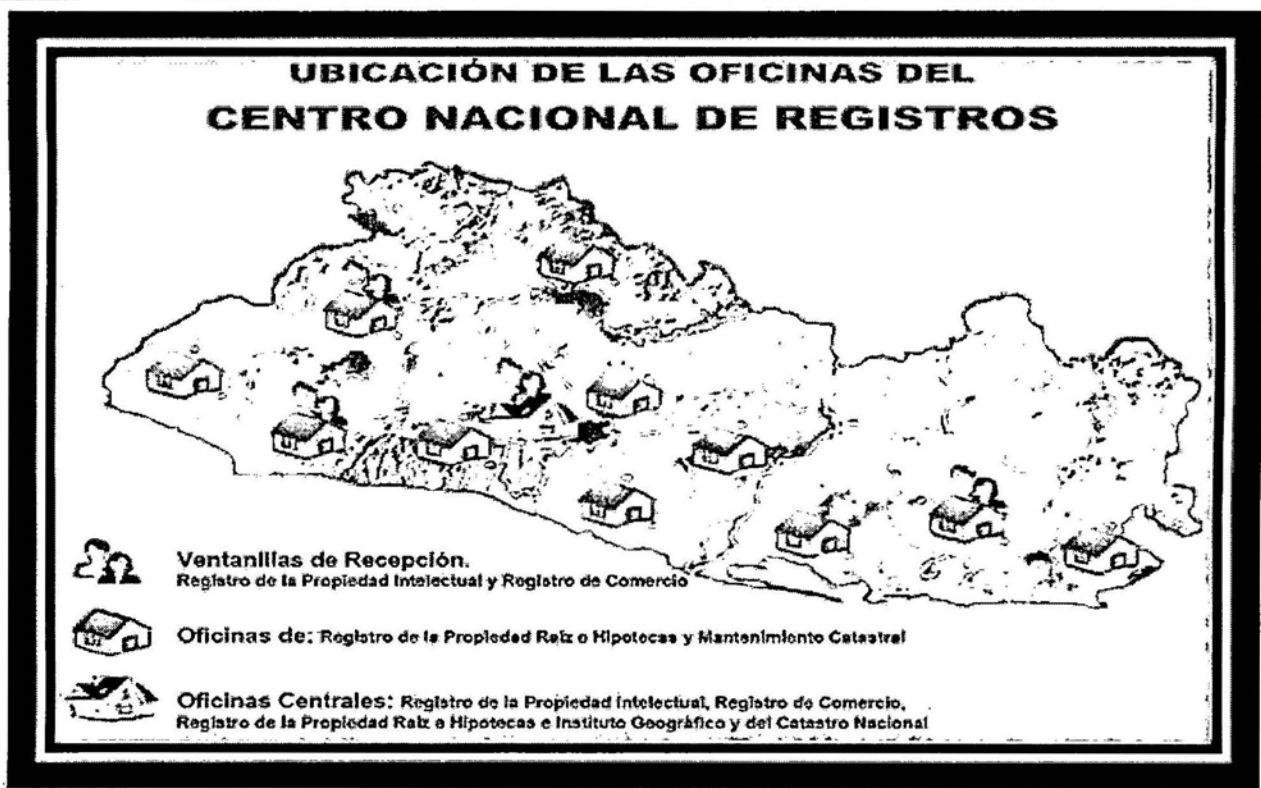 UBICACIÓN DE LAS OFICINAS DEL
CENTRO NACIONAL DE REGISTROS
Ventanillas de Recepción.
Registro de la Propiedad Intelectual y Registro de Comercio
Oficinas de: Registro de la Propiedad Raiz e Hipotecas y Mantenimiento Catastral
Oficinas Centrales: Registro de la Propiedad Intelectual, Registro de Comercio,
Registro de la Propiedad Raiz e Hipotecas e Instituto Geográfico y del Catastro Nacional